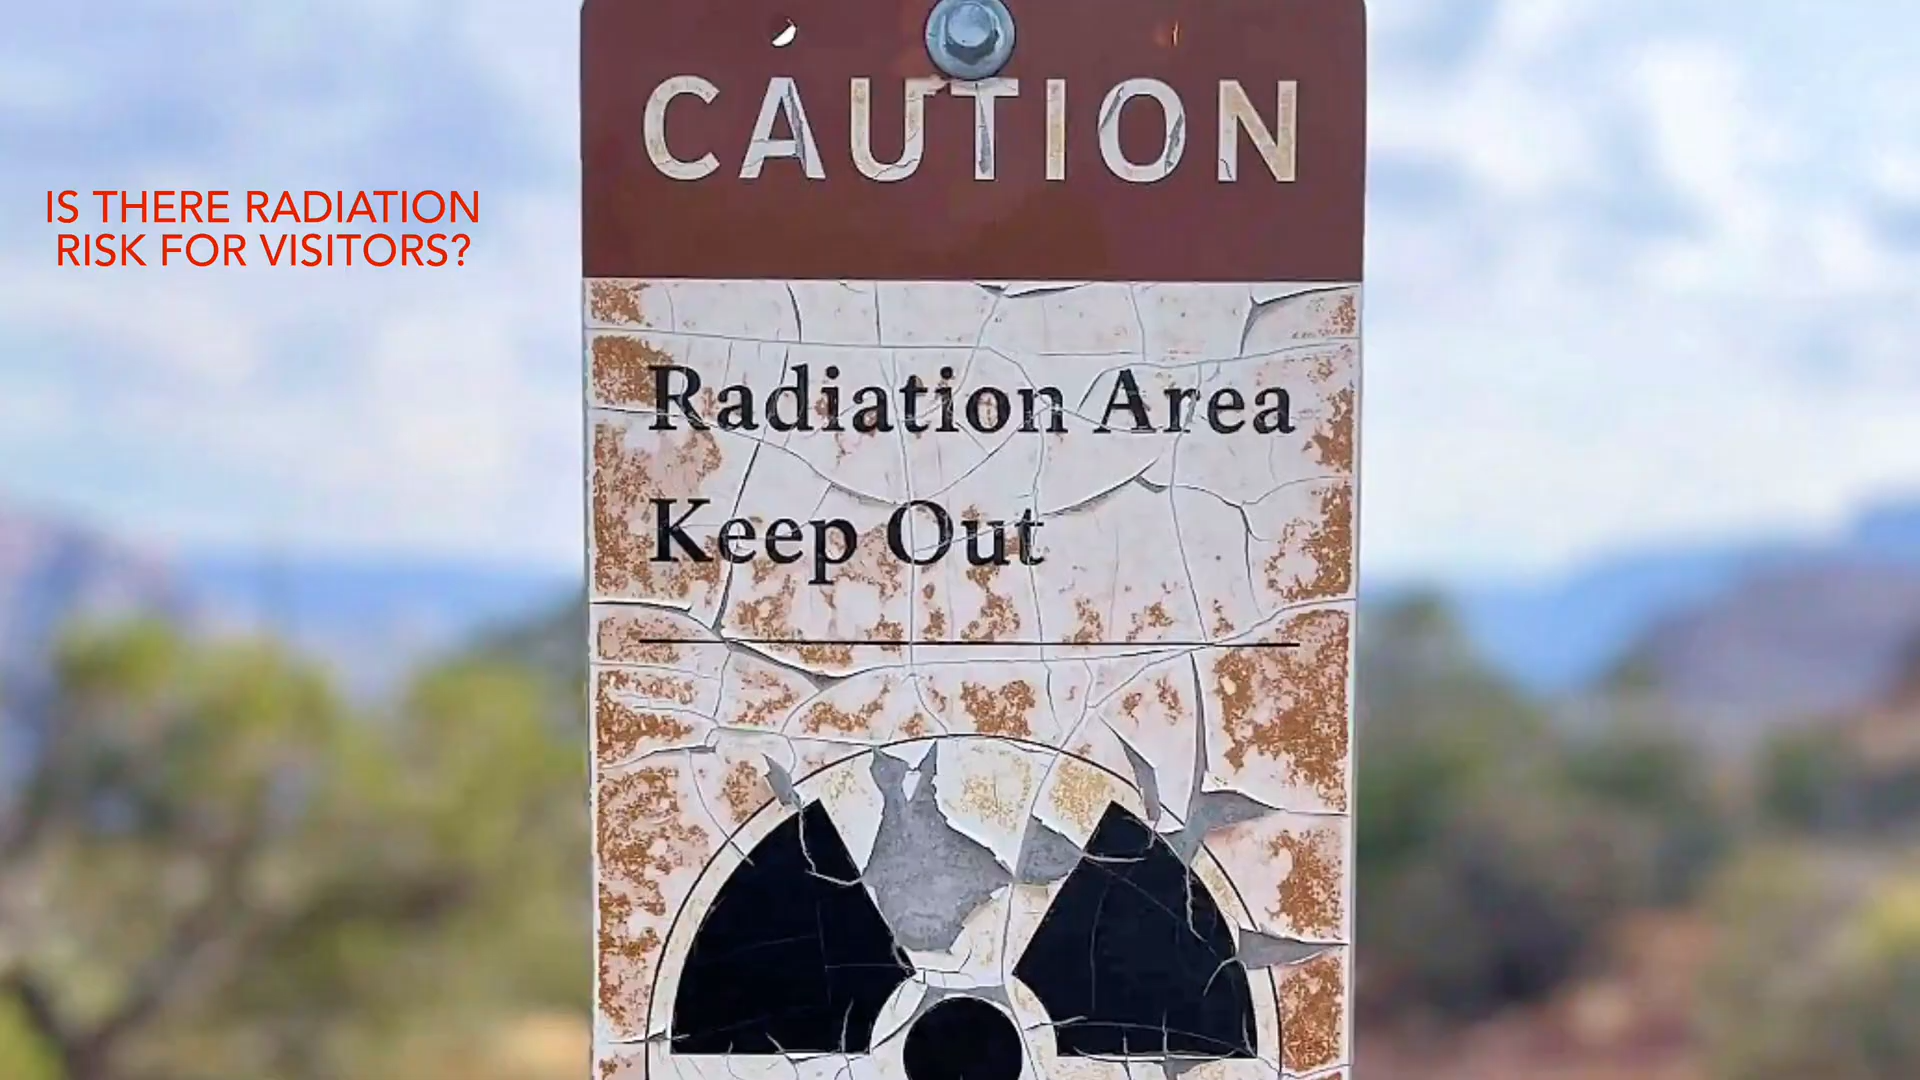 IS THERE RADIATION
RISK FOR VISITORS?
CAUTION
Radiation Area
Keep Out